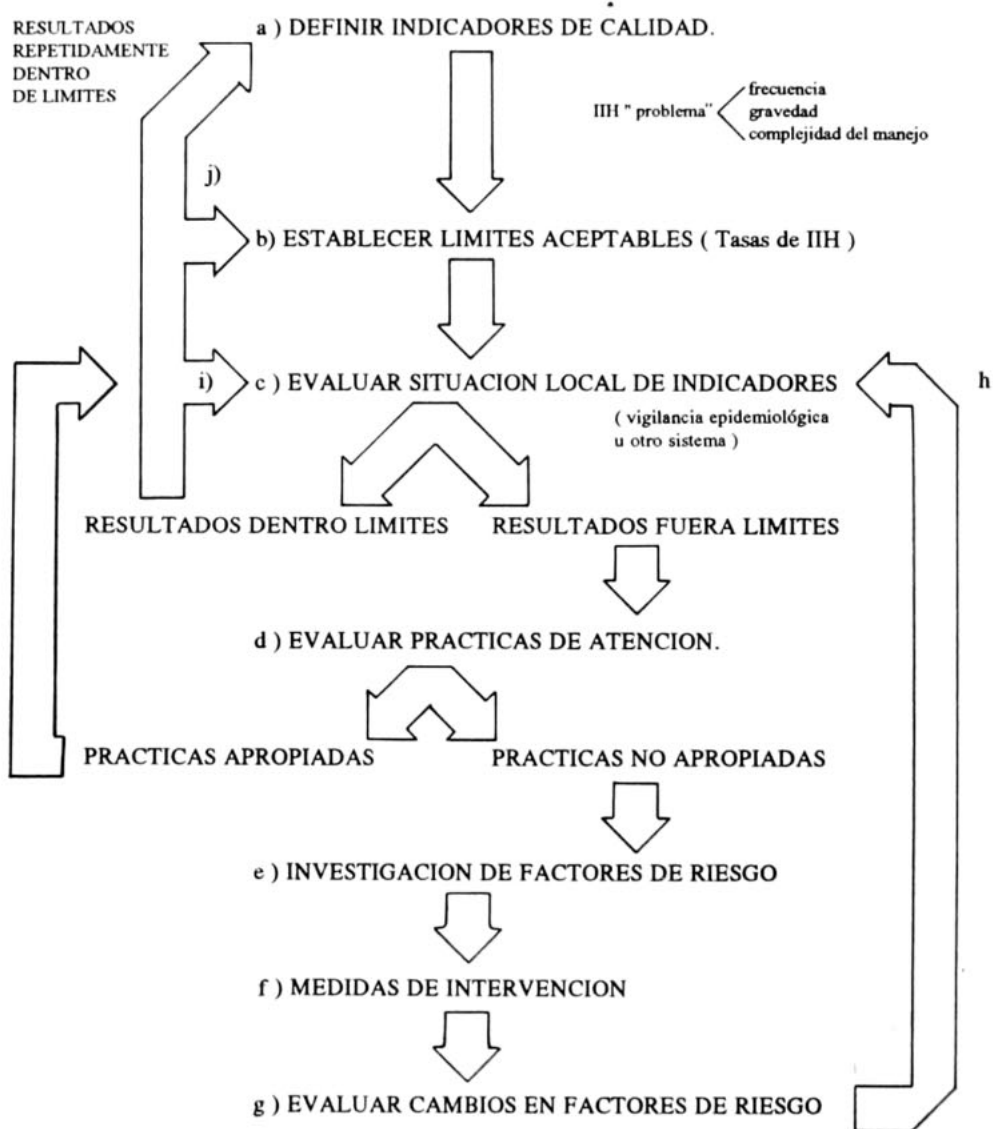 RESULTADOS
REPETIDAMENTE
DENTRO
DE LIMITES
a ) DEFINIR INDICADORES DE CALIDAD.
IIH " problema"
frecuencia
gravedad
complejidad del manejo
j)
b) ESTABLECER LIMITES ACEPTABLES ( Tasas de IIH )
i)
c ) EVALUAR SITUACION LOCAL DE INDICADORES
h
( vigilancia epidemiológica
u otro sistema )
RESULTADOS DENTRO LIMITES
RESULTADOS FUERA LIMITES
d ) EVALUAR PRACTICAS DE ATENCION.
PRACTICAS APROPIADAS
PRACTICAS NO APROPIADAS
e ) INVESTIGACION DE FACTORES DE RIESGO
f ) MEDIDAS DE INTERVENCION
g ) EVALUAR CAMBIOS EN FACTORES DE RIESGO